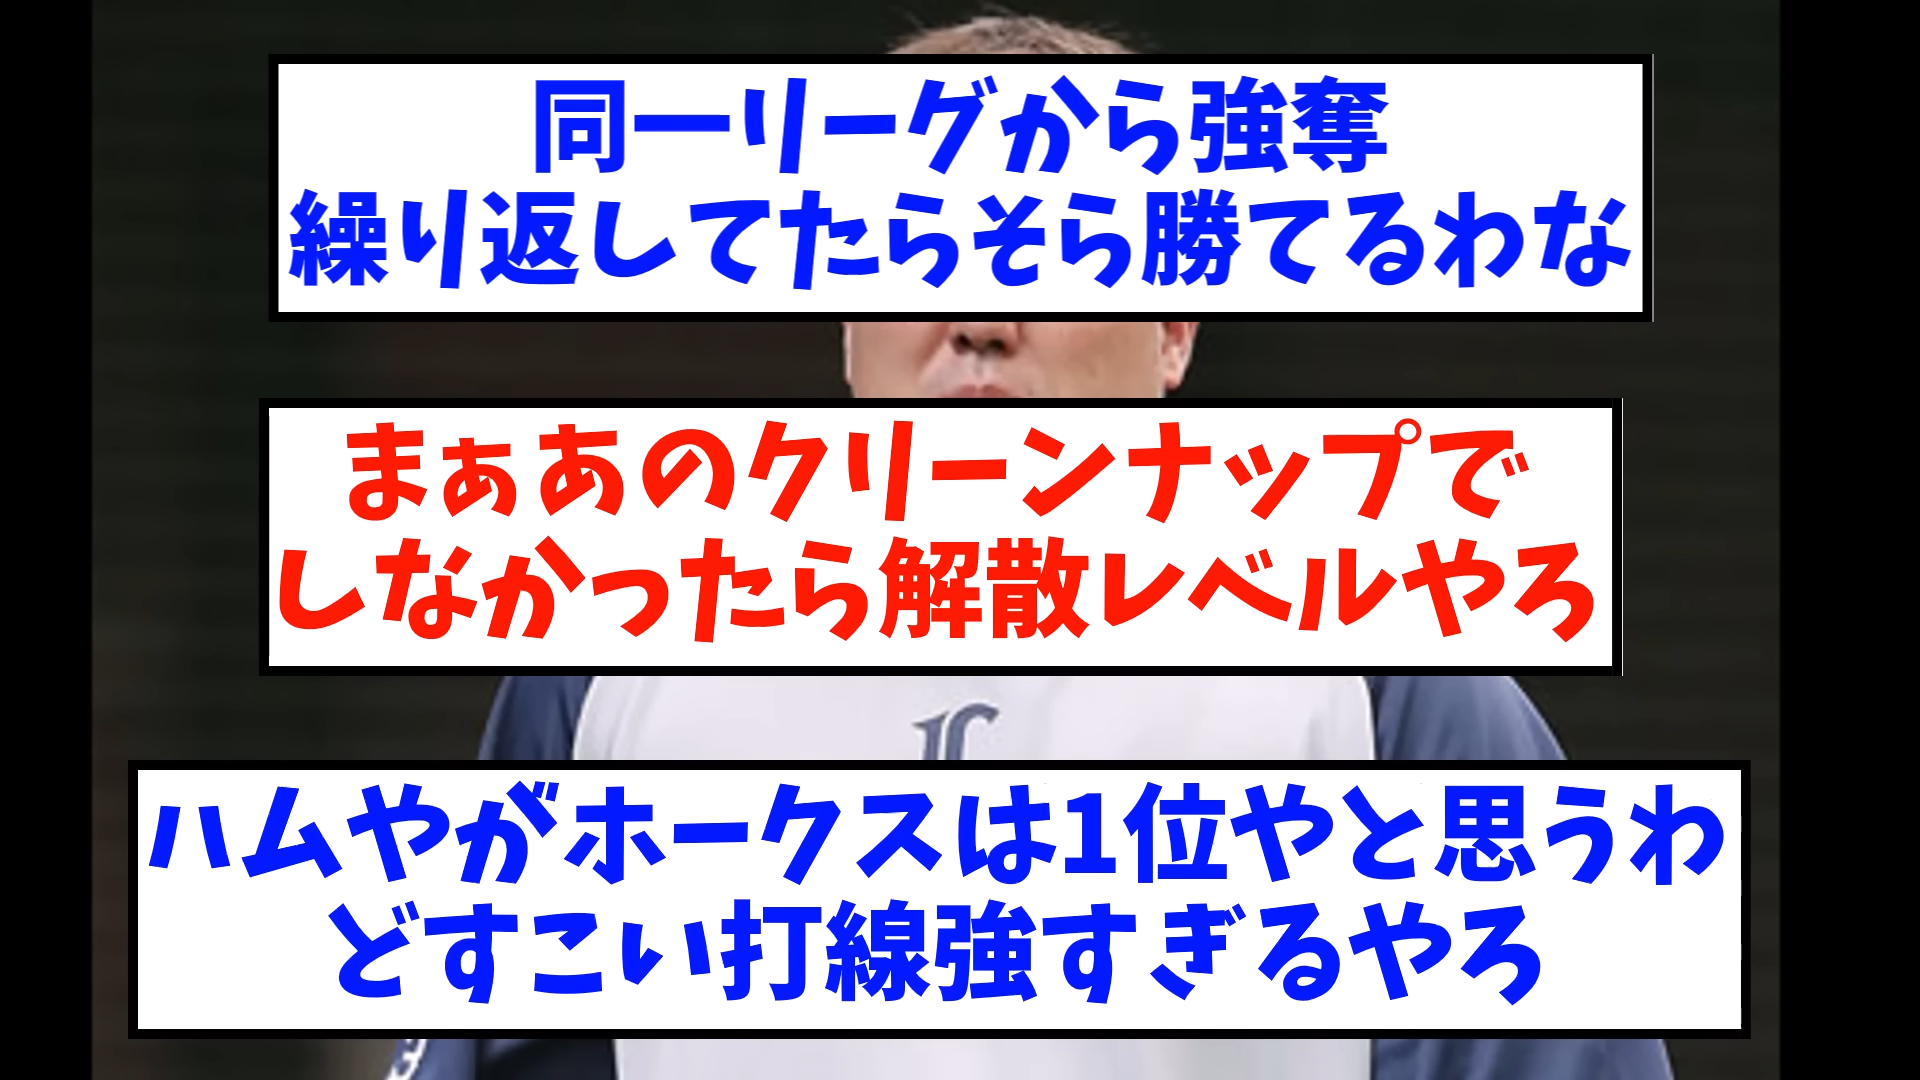 同一リーグから強奪
繰り返してたらそら勝てるわな
まぁあのクリーンナップで
しなかったら解散レベルやろ
ハムやがホークスは1位やと思うわ
どすこい打線強すぎるやろ